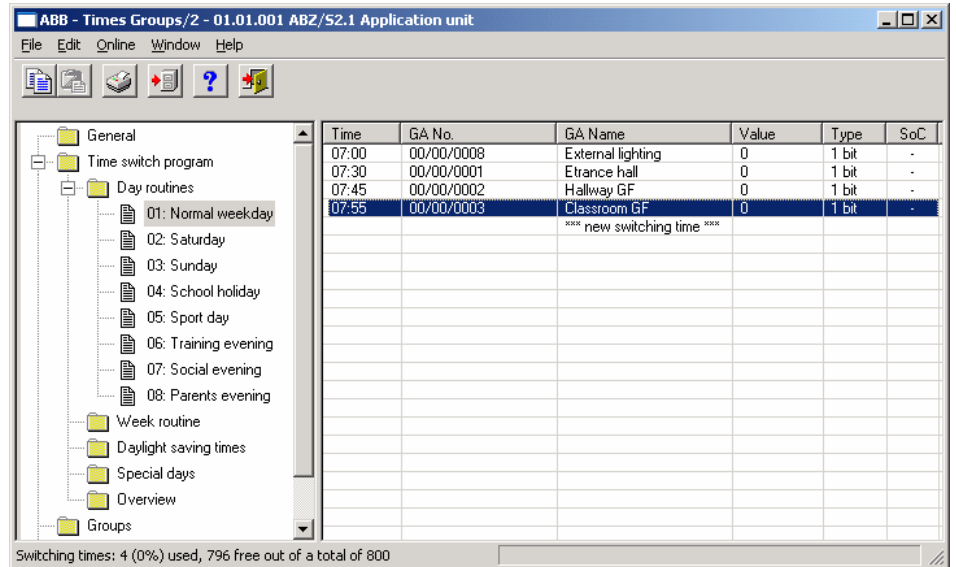 ABB - Times Groups/2 - 01.01.001 ABZ/S2.1 Application unit
File Edit Online Window Help
General
Time switch program
Day routines
01: Normal weekday
02: Saturday
03: Sunday
04: School holiday
05: Sport day
06: Training evening
07: Social evening
08: Parents evening
Week routine
Daylight saving times
Special days
Overview
Groups
Time GA No. GA Name Value Type SoC
07:00 00/00/0008 External lighting 0 1 bit -
07:30 00/00/0001 Etrance hall 0 1 bit -
07:45 00/00/0002 Hallway GF 0 1 bit -
07:55 00/00/0003 Classroom GF 0 1 bit -
*** new switching time ***
Switching times: 4 (0%) used, 796 free out of a total of 800